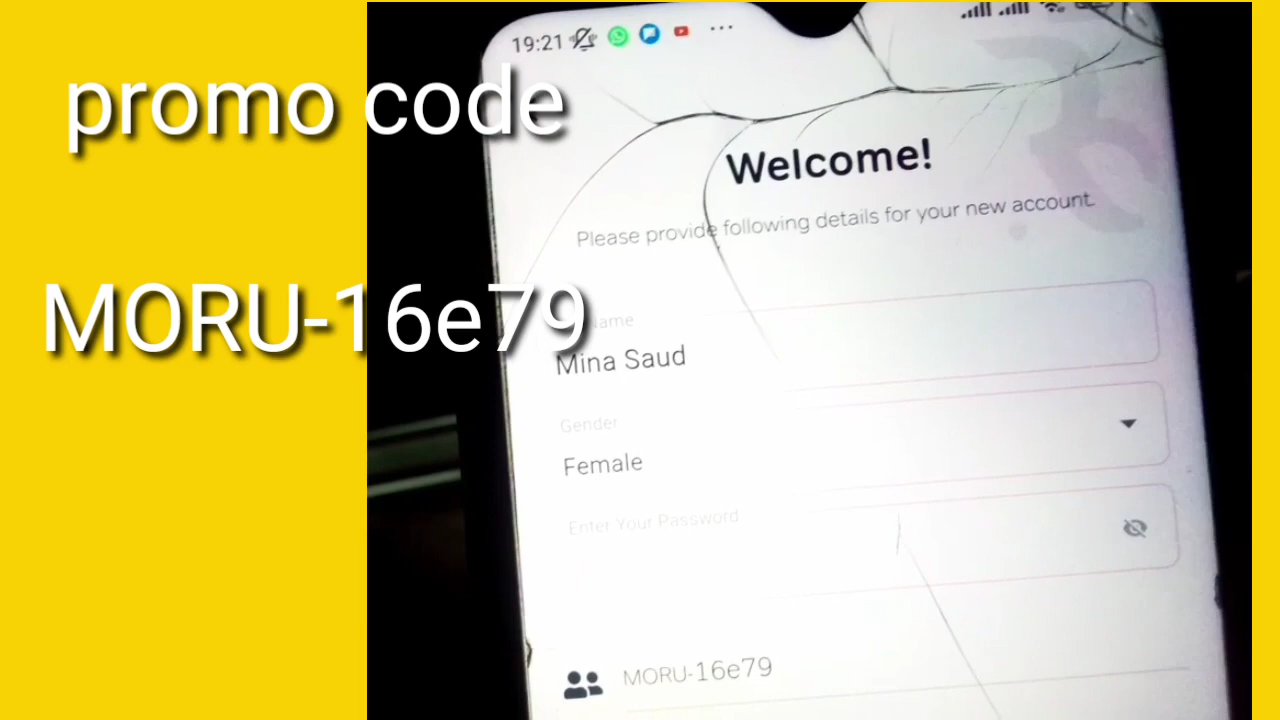 promo code
MORU-16e79
19:21
Welcome!
Please provide following details for your new account.
Name
Mina Saud
Gender
Female
Enter Your Password
MORU-16e79